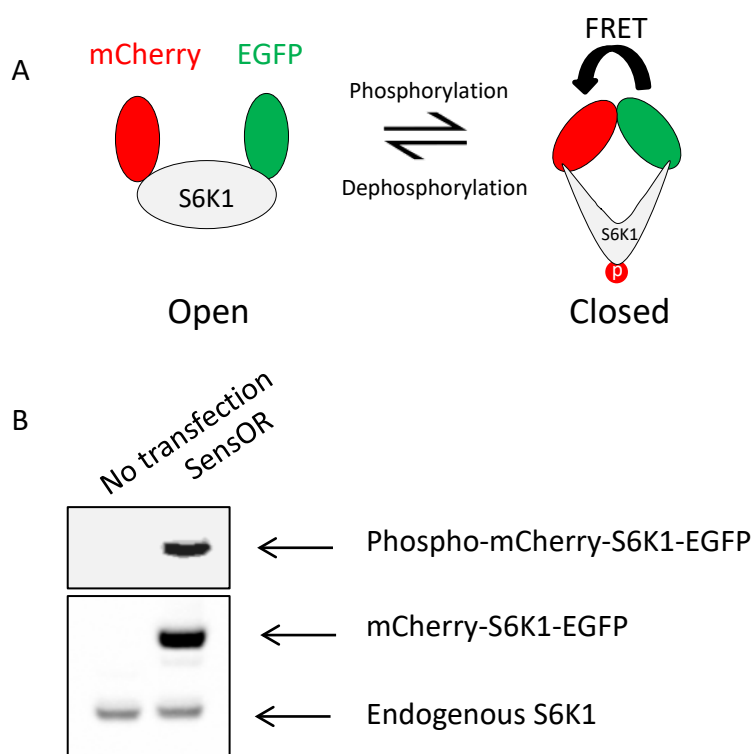 A
mCherry
EGFP
S6K1
Open
Phosphorylation
Dephosphorylation
FRET
S6K1
p
Closed
B
No transfection
SensOR
Phospho-mCherry-S6K1-EGFP
mCherry-S6K1-EGFP
Endogenous S6K1